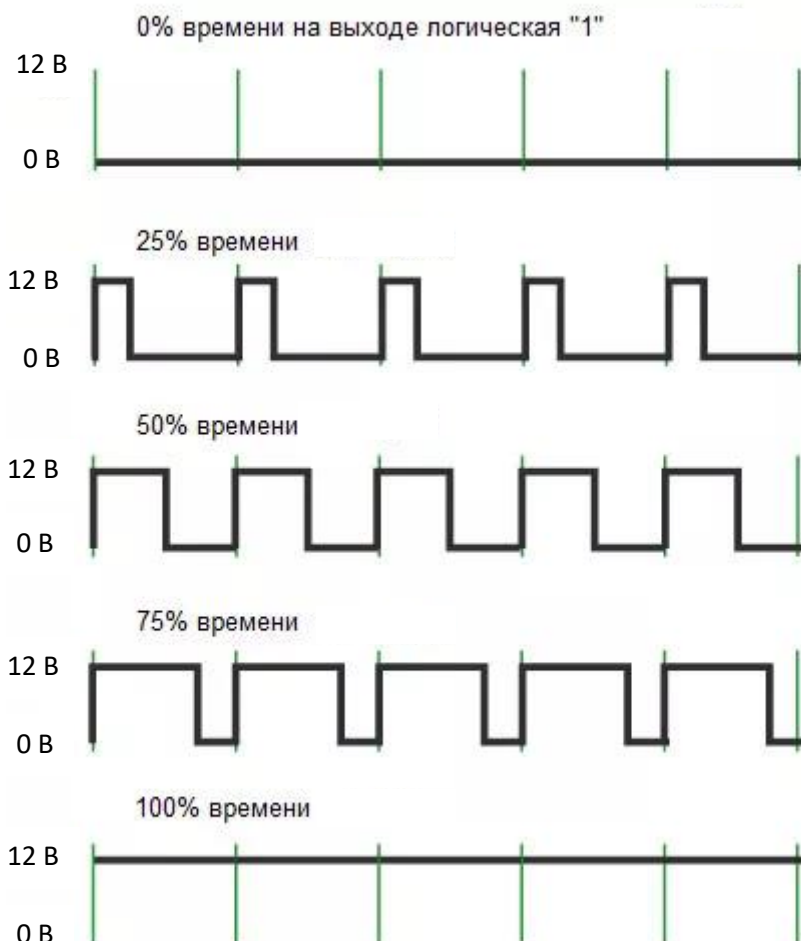 0% времени на выходе логическая "1"
12 В
0 В
25% времени
12 В
0 В
50% времени
12 В
0 В
75% времени
12 В
0 В
100% времени
12 В
0 В